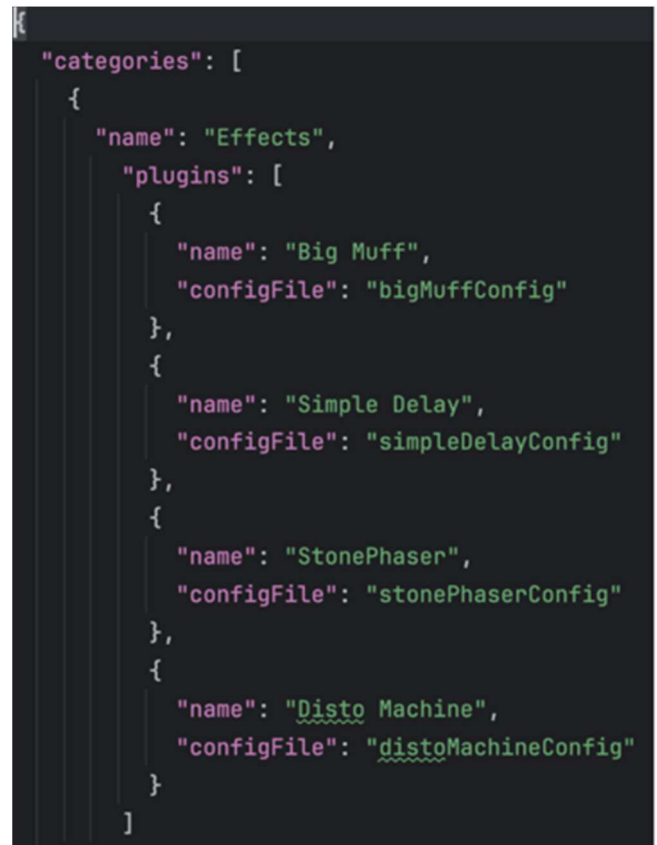 {
"categories": [
{
"name": "Effects",
"plugins": [
{
"name": "Big Muff",
"configFile": "bigMuffConfig"
},
{
"name": "Simple Delay",
"configFile": "simpleDelayConfig"
},
{
"name": "StonePhaser",
"configFile": "stonePhaserConfig"
},
{
"name": "Disto Machine",
"configFile": "distoMachineConfig"
}
]